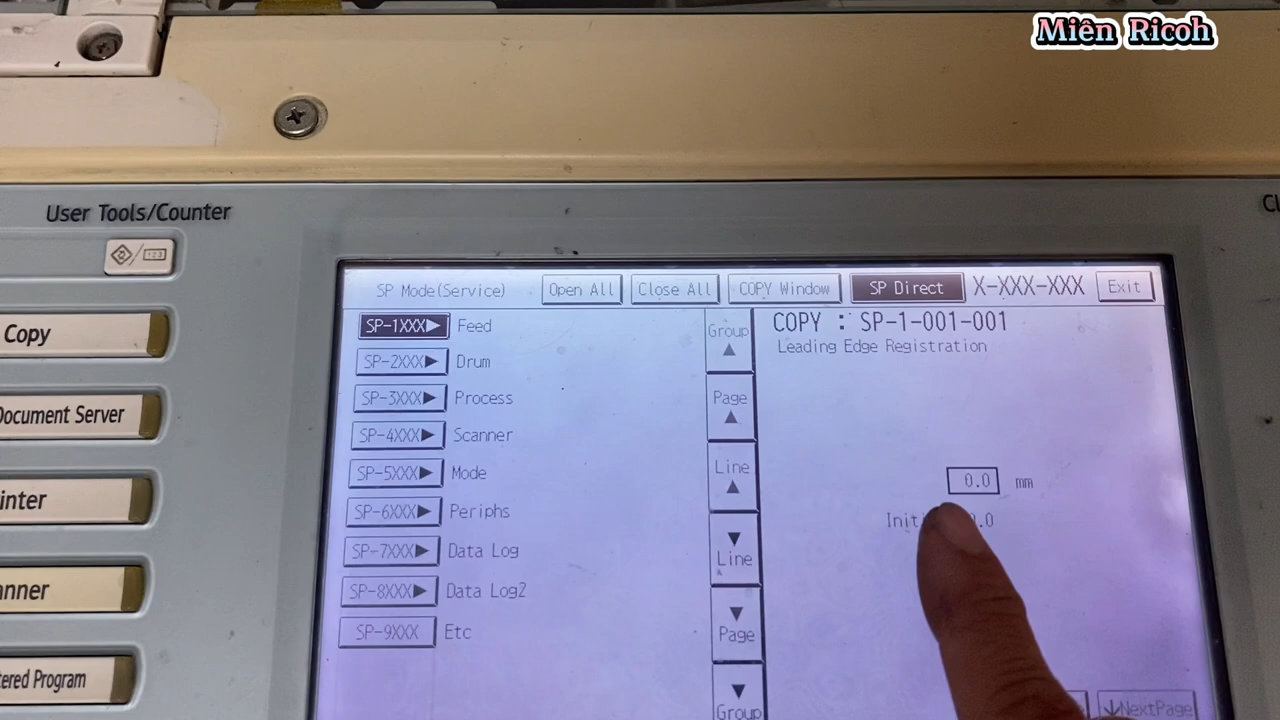 Miên Ricoh
User Tools/Counter
Cl
SP Mode(Service) Open All Close All COPY Window SP Direct X-XXX-XXX Exit
Copy
SP-1XXX▶ Feed
Group
▲
COPY : SP-1-001-001
Leading Edge Registration
SP-2XXX▶ Drum
Document Server
SP-3XXX▶ Process
Page
▲
SP-4XXX▶ Scanner
SP-5XXX▶ Mode
Line
▲
0.0 mm
inter
SP-6XXX▶ Periphs
Init 0.0
SP-7XXX▶ Data Log
▼
Line
anner
SP-8XXX▶ Data Log2
SP-9XXX Etc
▼
Page
tered Program
▼
Group
↓NextPage